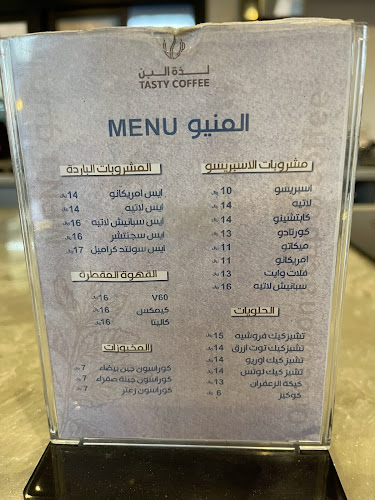 لذة البن
TASTY COFFEE
المنيو MENU
مشروبات الاسبريسو
اسبريسو 10
لاتيه 14
كابتشينو 14
كورتادو 13
ميكاتو 11
امريكانو 11
فلات وايت 13
سبانيش لاتيه 16
الحلويات
تشيز كيك فروشيه 15
تشيز كيك توت ازرق 14
تشيز كيك اوريو 14
تشيز كيك لوتس 14
كيكة الزعفران 13
كوكيز 6
المشروبات الباردة
ايس امريكانو 14
ايس لاتيه 14
ايس سبانيش لاتيه 16
ايس سجنتشر 16
ايس سولتد كراميل 17
القهوة المقطرة
V60 16
كيمكس 16
كاليتا 16
المخبوزات
كوراسون جبن بيضاء 7
كوراسون جبنة صفراء 7
كوراسون زعتر 7